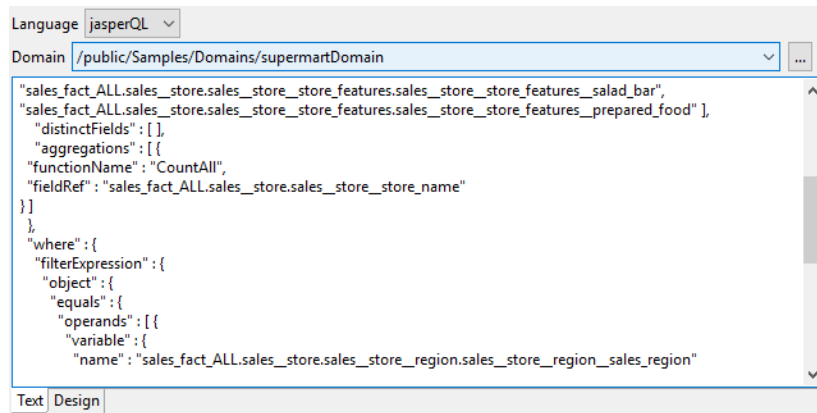 Language jasperQL
Domain /public/Samples/Domains/supermartDomain ...
"sales_fact_ALL.sales__store.sales__store__store_features.sales__store__store_features__salad_bar",
"sales_fact_ALL.sales__store.sales__store__store_features.sales__store__store_features__prepared_food" ],
"distinctFields" : [ ],
"aggregations" : [ {
"functionName" : "CountAll",
"fieldRef" : "sales_fact_ALL.sales__store.sales__store__store_name"
} ]
},
"where" : {
"filterExpression" : {
"object" : {
"equals" : {
"operands" : [ {
"variable" : {
"name" : "sales_fact_ALL.sales__store.sales__store__region.sales__store__region__sales_region"
Text Design